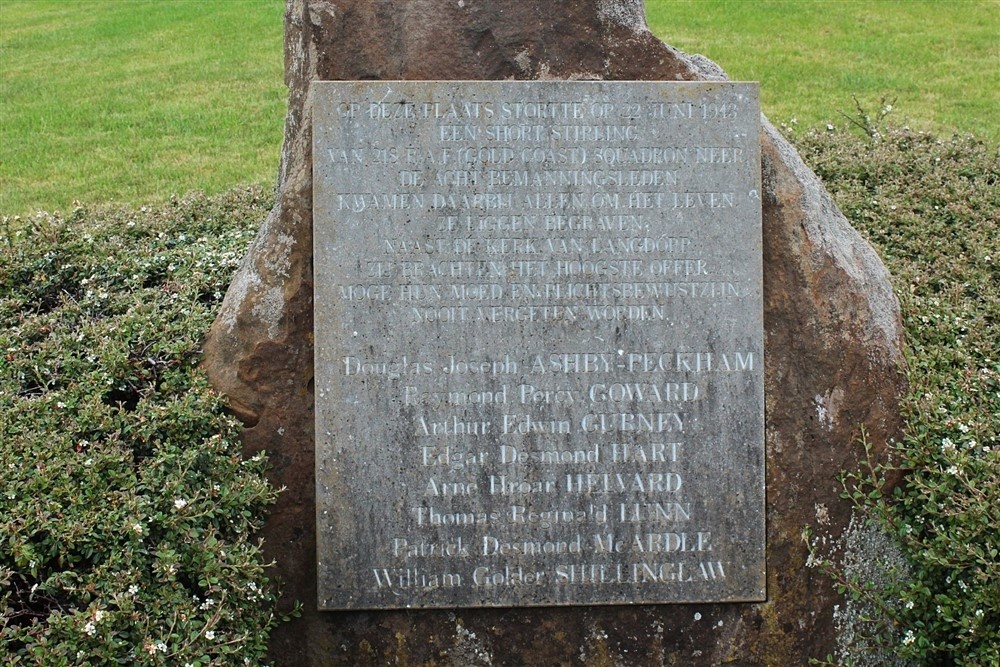 OP DEZE PLAATS STORTTE OP 22 JUNI 1943
EEN SHORT STIRLING
VAN 218 R.A.F.(GOLD COAST) SQUADRON NEER
DE ACHT BEMANNINGSLEDEN
KWAMEN DAARBIJ ALLEN OM HET LEVEN
ZE LIGGEN BEGRAVEN,
NAAST DE KERK VAN LANGDORP.
ZIJ BRACHTEN HET HOOGSTE OFFER.
MOGE HUN MOED EN PLICHTSBEWUSTZIJN
NOOIT VERGETEN WORDEN.
Douglas Joseph ASHBY-PECKHAM
Raymond Percy GOWARD
Arthur Edwin GURNEY
Edgar Desmond HART
Arne Hroar HELVARD
Thomas Reginald LUNN
Patrick Desmond McARDLE
William Golder SHILLINGLAW